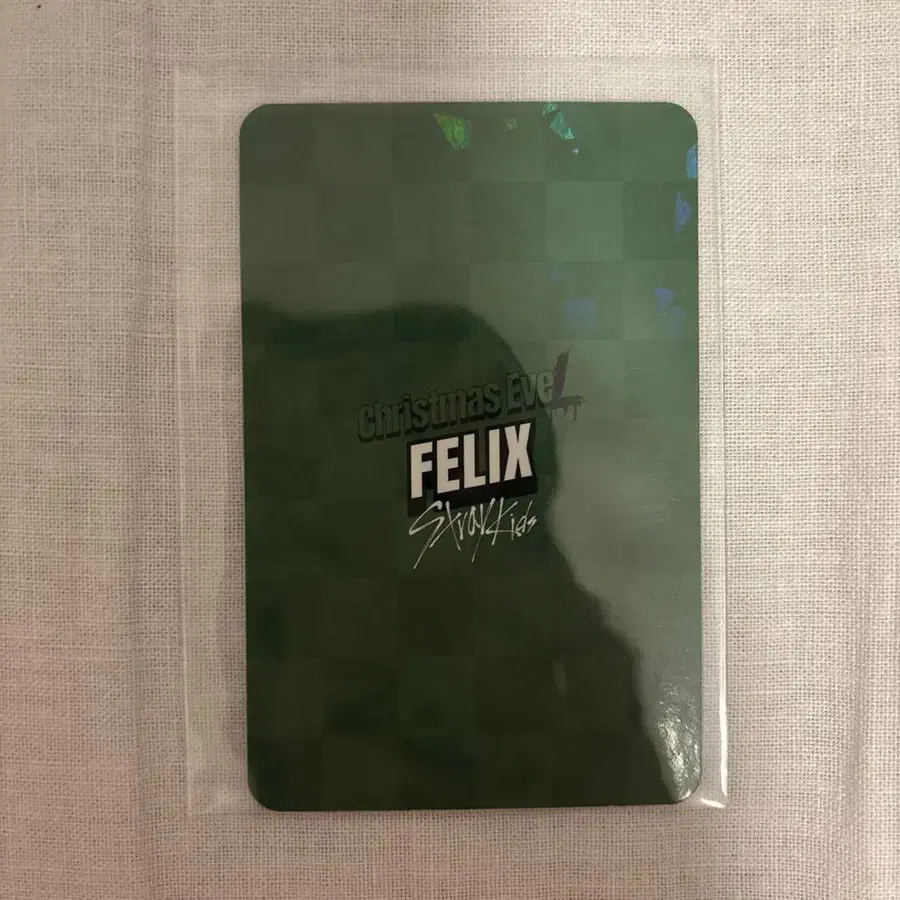 Christmas EveL
FELIX
Stray Kids